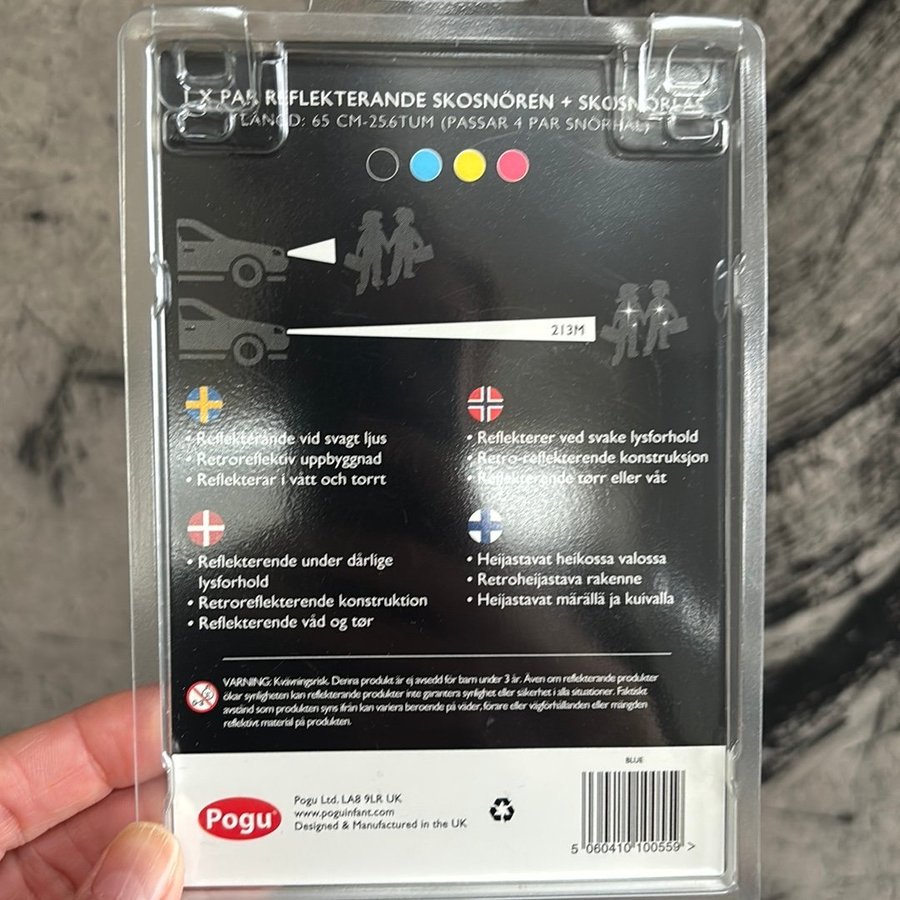 1 X PAR REFLEKTERANDE SKOSNÖREN + SKOSNÖRLÅS
LÄNGD: 65 CM-25.6TUM (PASSAR 4 PAR SNÖRHÅL)
213M
• Reflekterande vid svagt ljus
• Retroreflektiv uppbyggnad
• Reflekterar i vått och torrt
• Reflekterer ved svake lysforhold
• Retro-reflekterende konstruksjon
• Reflekterende tørr eller våt
• Reflekterende under dårlige
lysforhold
• Retroreflekterende konstruktion
• Reflekterende våd og tør
• Heijastavat heikossa valossa
• Retroheijastava rakenne
• Heijastavat märällä ja kuivalla
VARNING: Kvävningsrisk. Denna produkt är ej avsedd för barn under 3 år. Även om reflekterande produkter
ökar synligheten kan reflekterande produkter inte garantera synlighet eller säkerhet i alla situationer. Faktiskt
avstånd som produkten syns ifrån kan variera beroende på väder, förare eller vägförhållanden eller mängden
reflektivt material på produkten.
BLUE
Pogu®
Pogu Ltd. LA8 9LR UK
www.poguinfant.com
Designed & Manufactured in the UK
5 060410 100559 >